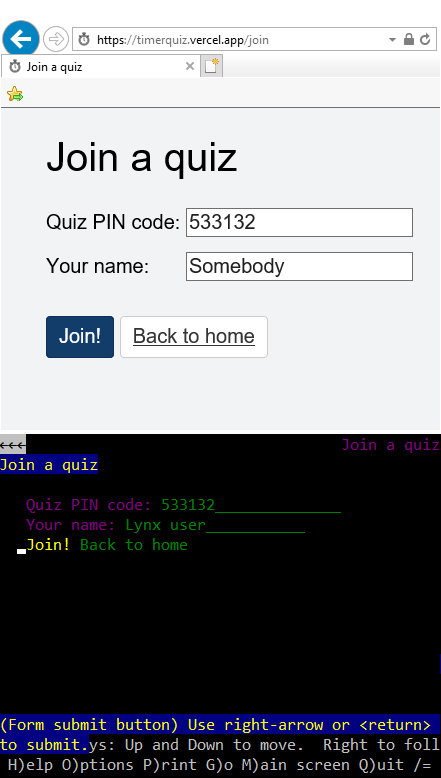 https://timerquiz.vercel.app/join
Join a quiz
Join a quiz
Quiz PIN code: 533132
Your name: Somebody
Join! Back to home
←←← Join a quiz
Join a quiz
Quiz PIN code: 533132______________
Your name: Lynx user___________
Join! Back to home
(Form submit button) Use right-arrow or <return>
to submit.ys: Up and Down to move.  Right to foll
H)elp O)ptions P)rint G)o M)ain screen Q)uit /=